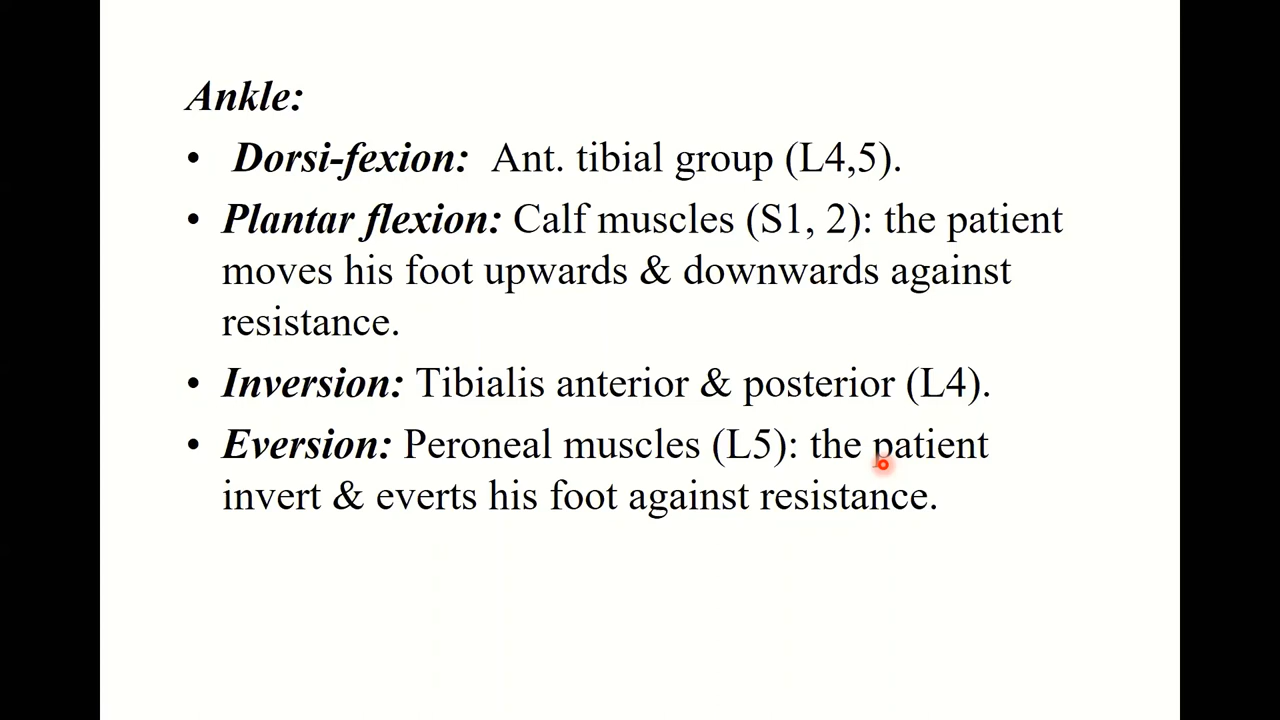 Ankle:
• Dorsi-fexion: Ant. tibial group (L4,5).
• Plantar flexion: Calf muscles (S1, 2): the patient
moves his foot upwards & downwards against
resistance.
• Inversion: Tibialis anterior & posterior (L4).
• Eversion: Peroneal muscles (L5): the patient
invert & everts his foot against resistance.